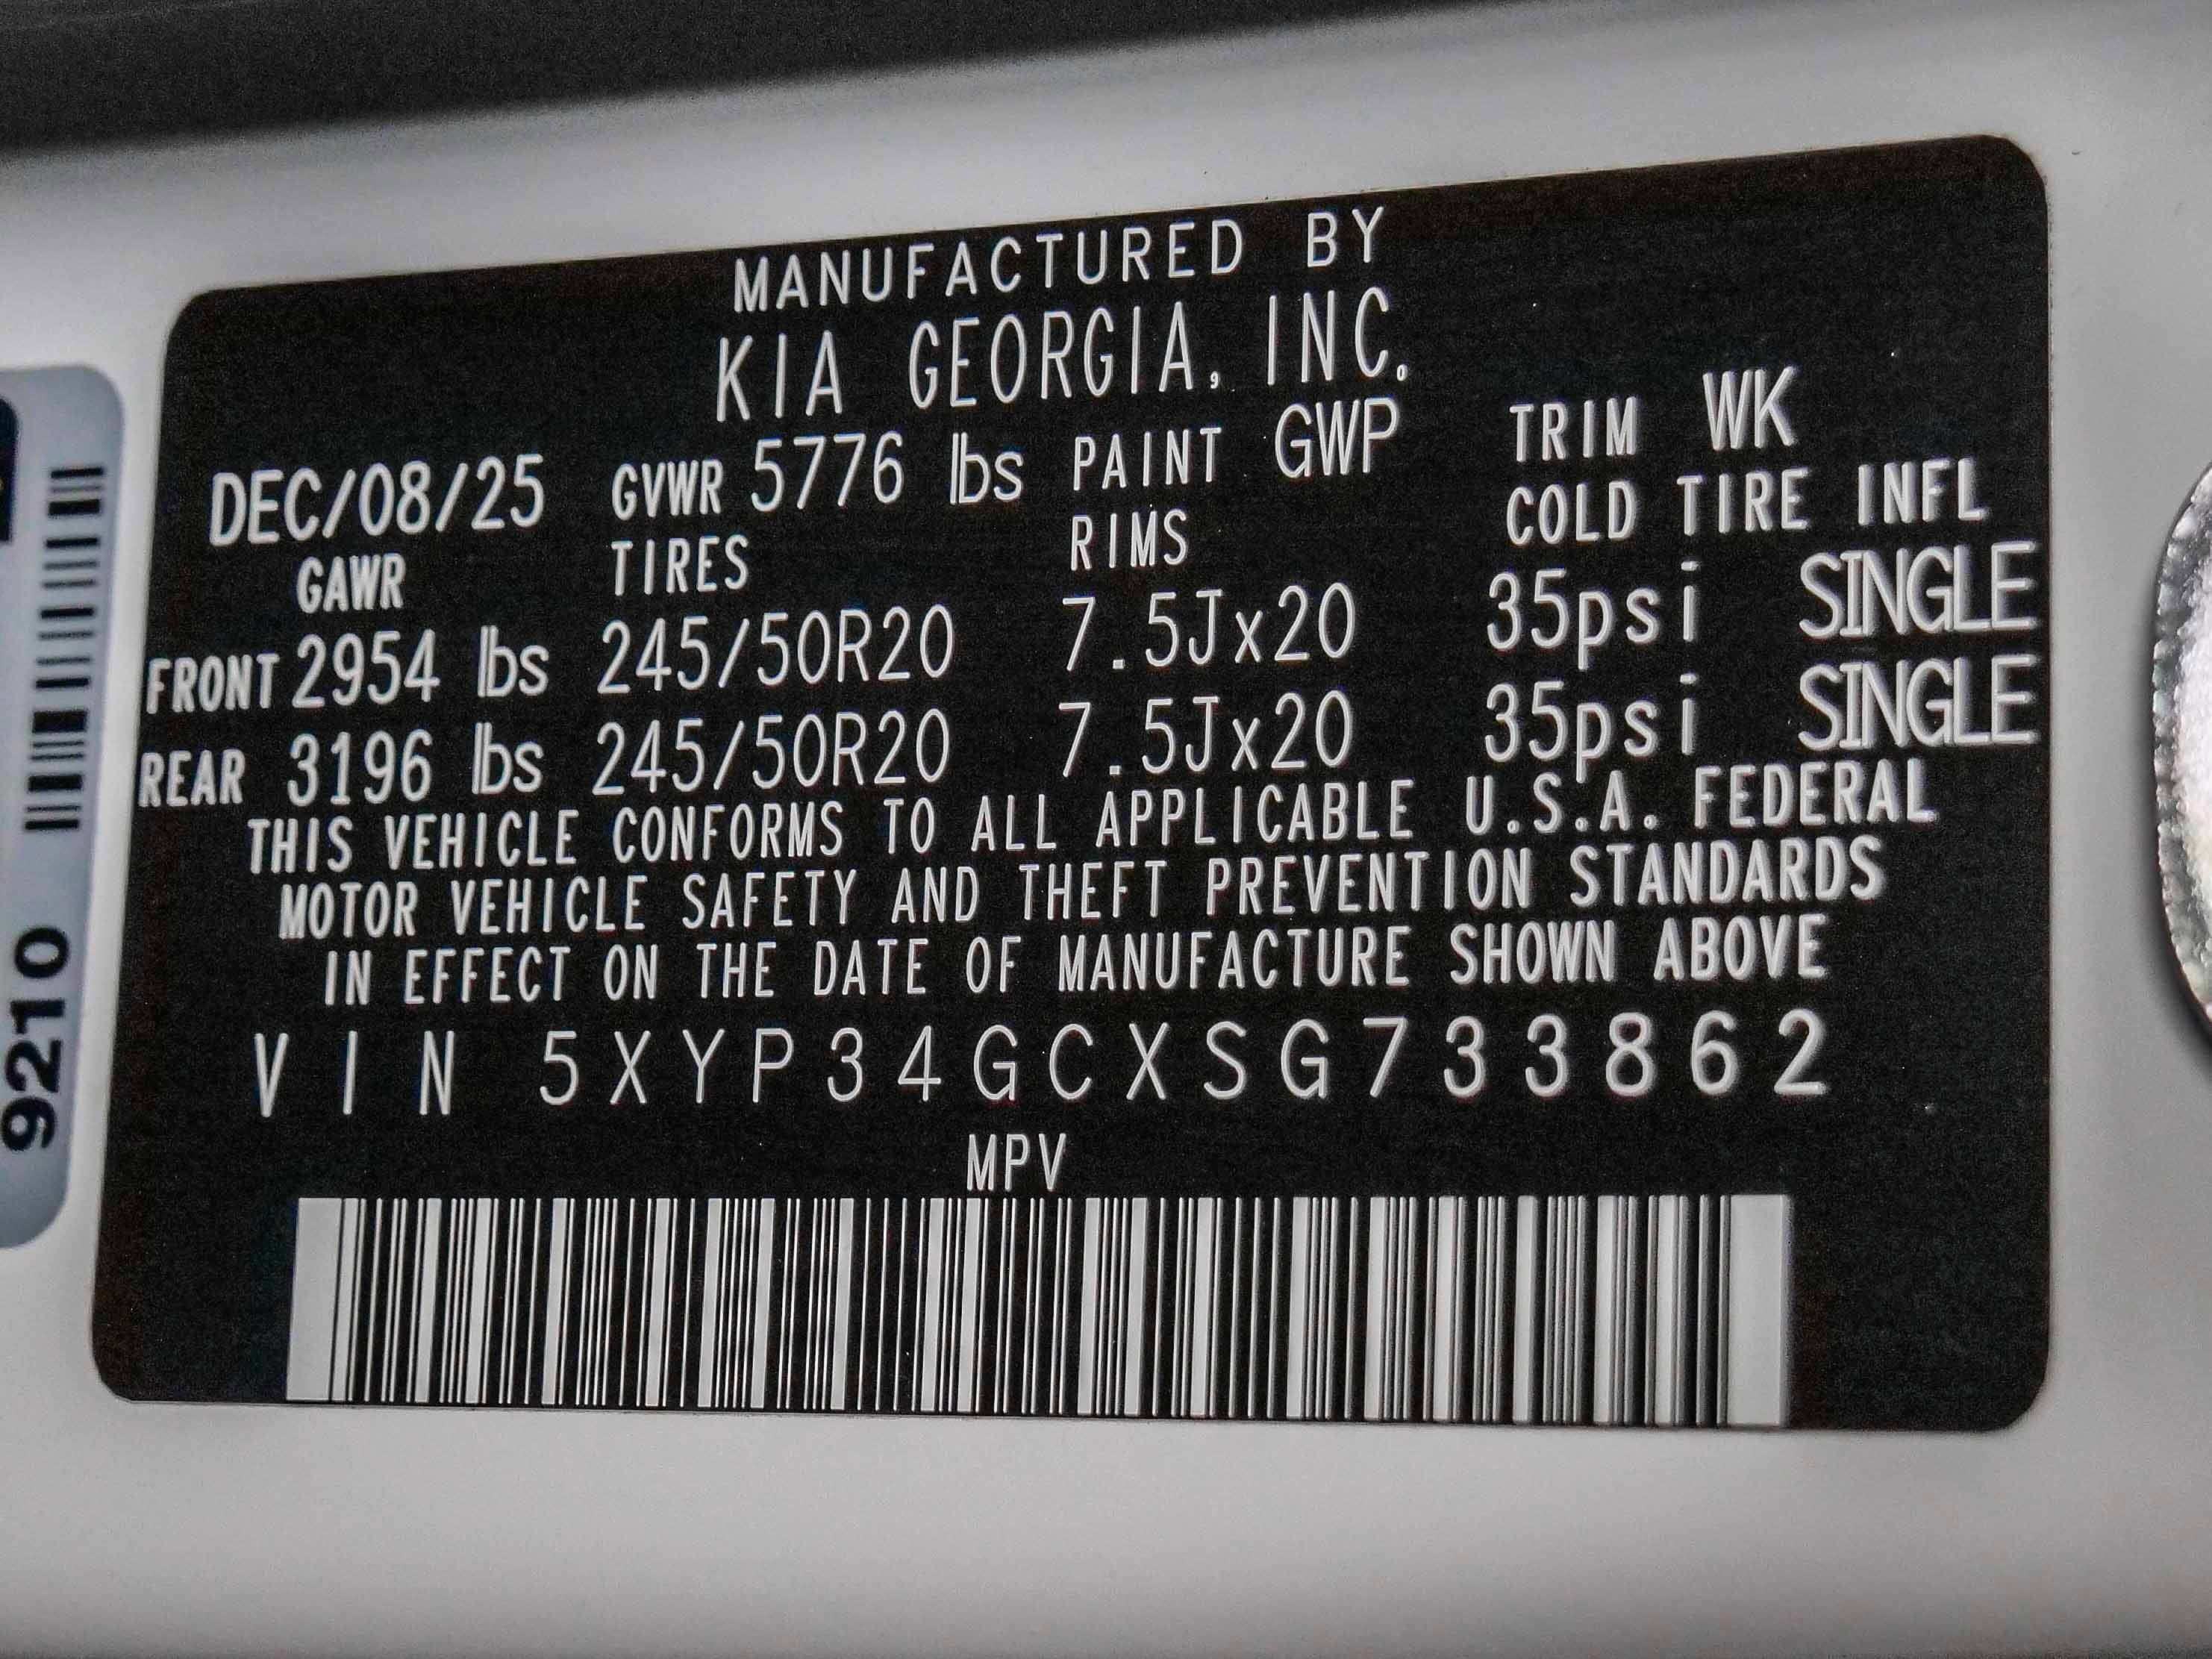 MANUFACTURED BY
KIA GEORGIA, INC.
DEC/08/25 GVWR 5776 lbs PAINT GWP TRIM WK
GAWR TIRES RIMS COLD TIRE INFL
FRONT 2954 lbs 245/50R20 7.5Jx20 35psi SINGLE
REAR 3196 lbs 245/50R20 7.5Jx20 35psi SINGLE
THIS VEHICLE CONFORMS TO ALL APPLICABLE U.S.A. FEDERAL
MOTOR VEHICLE SAFETY AND THEFT PREVENTION STANDARDS
IN EFFECT ON THE DATE OF MANUFACTURE SHOWN ABOVE
VIN 5XYP34GCXSG733862
MPV
9210